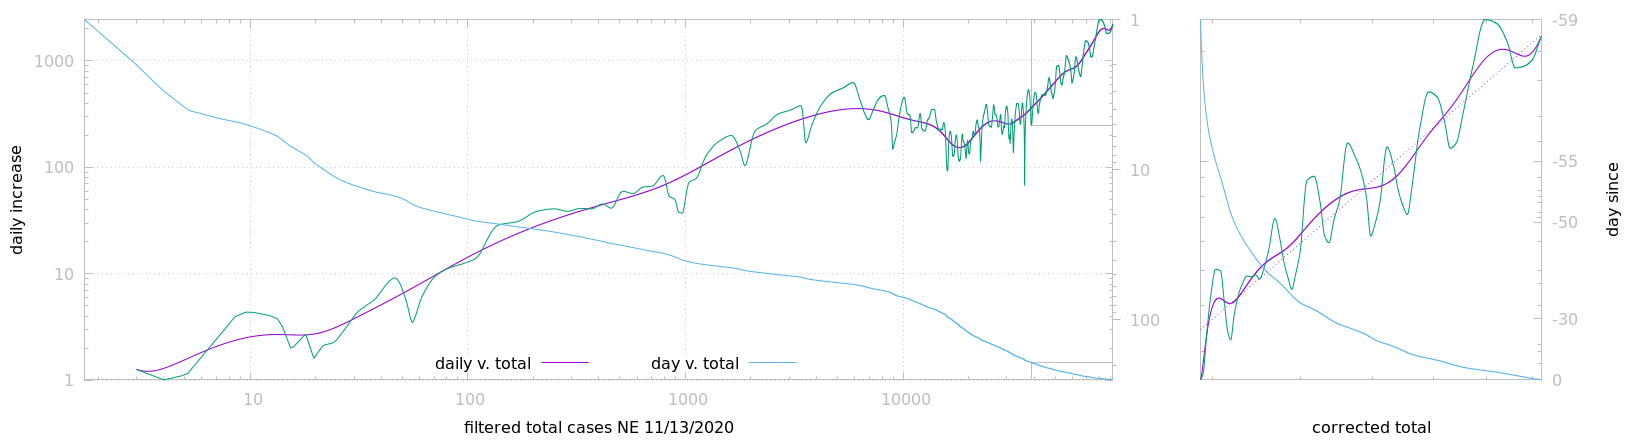 1000
100
10
1
daily increase
10
100
1000
10000
filtered total cases NE 11/13/2020
daily v. total
day v. total
1
10
100
-59
-55
-50
-30
0
day since
corrected total